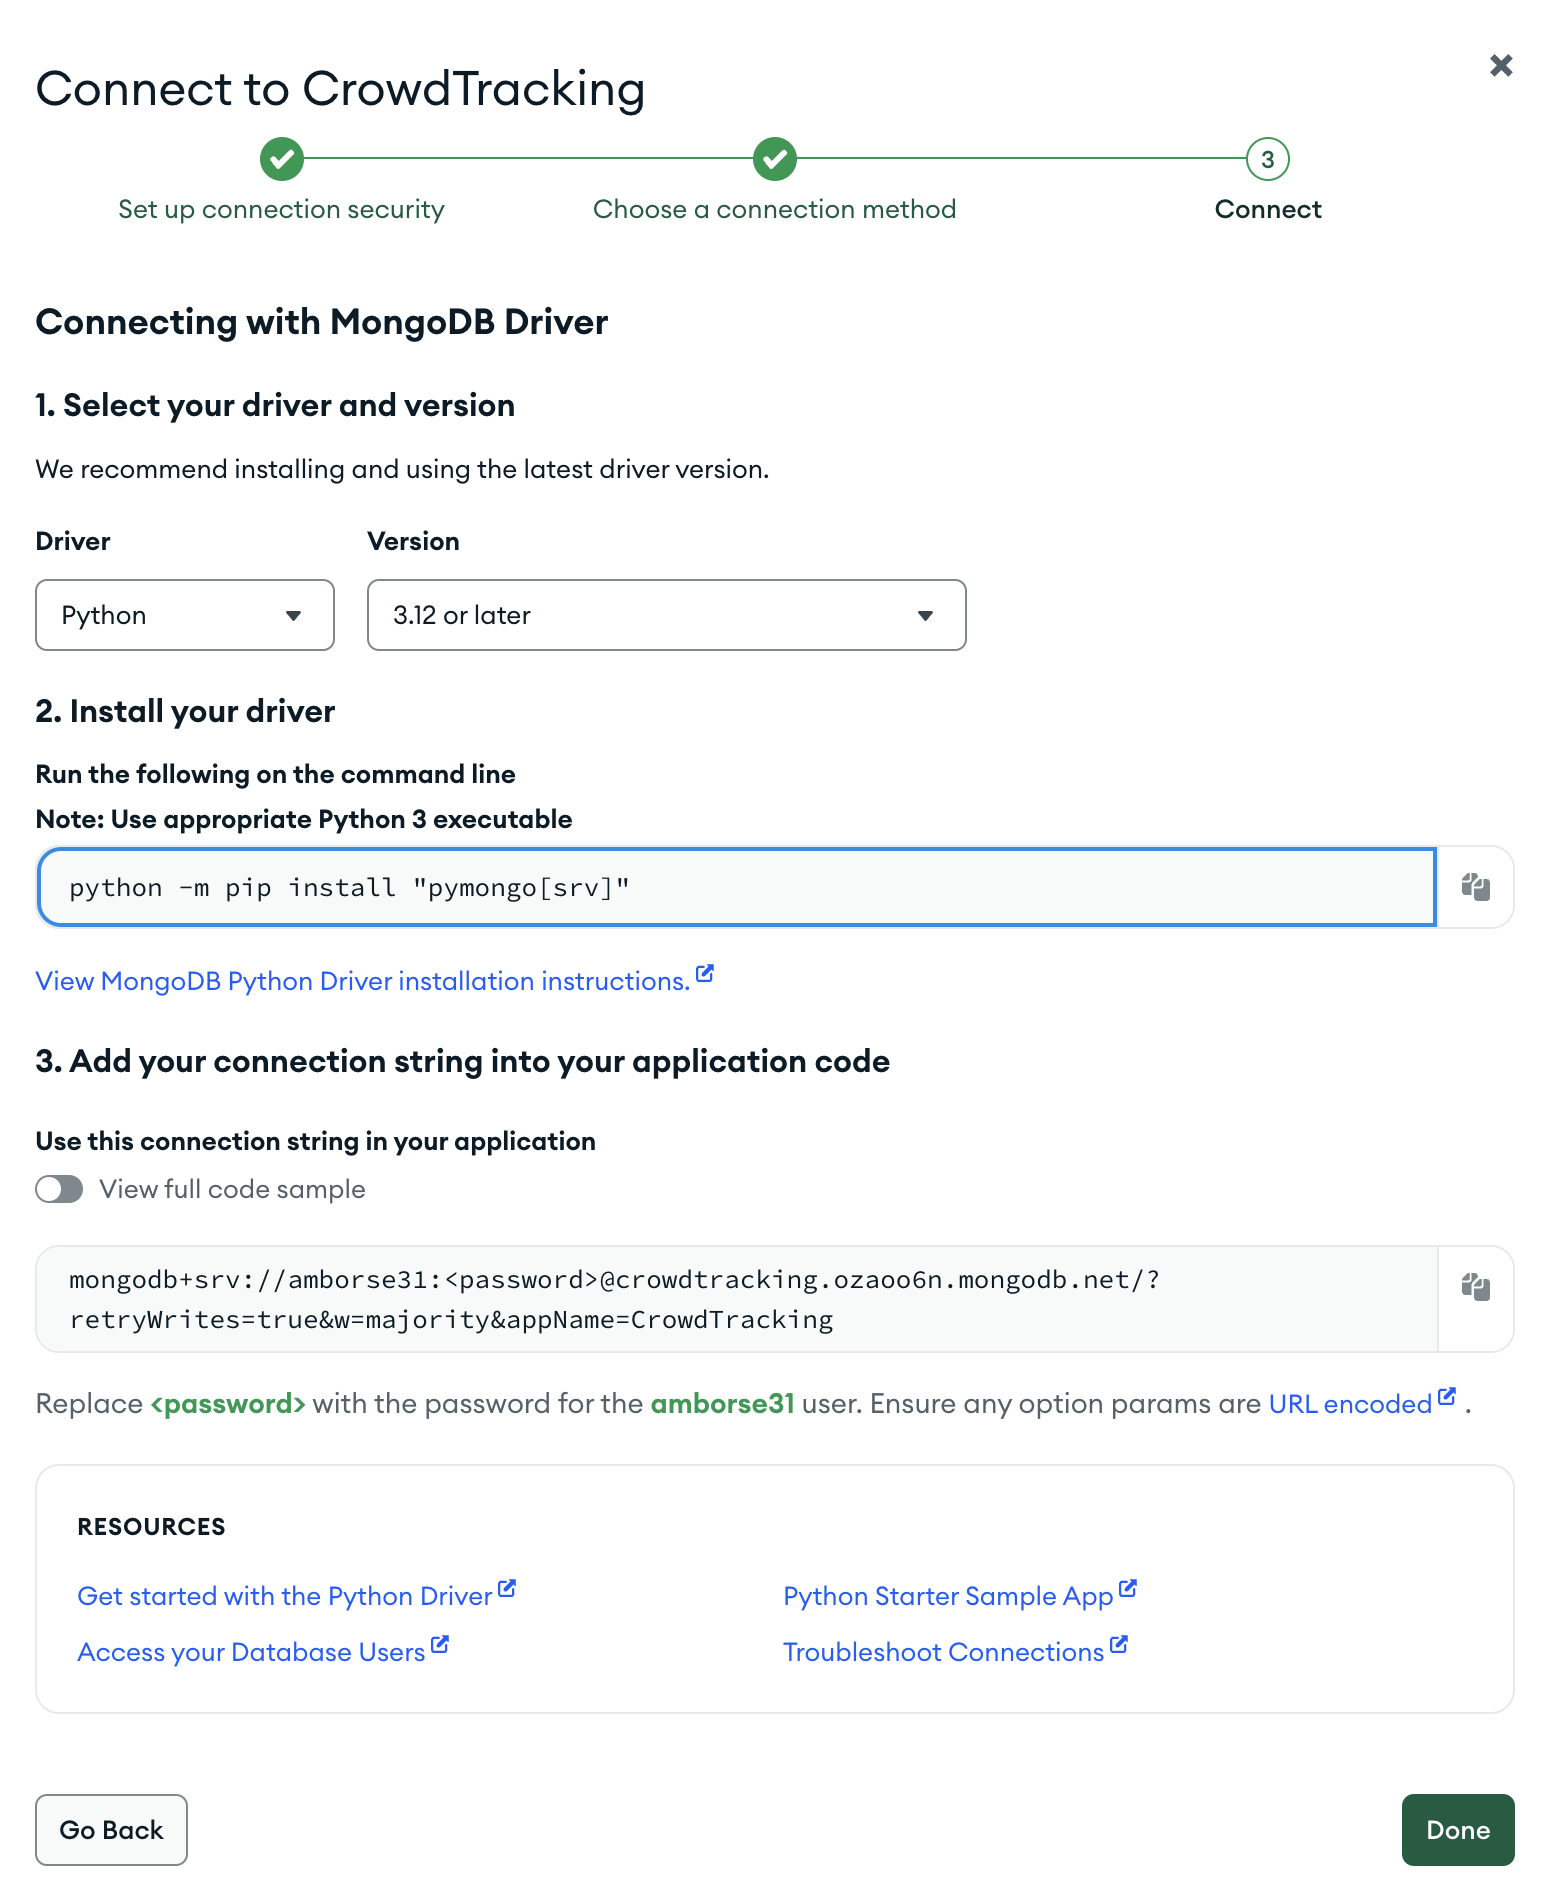 Connect to CrowdTracking
3
Set up connection security
Choose a connection method
Connect
Connecting with MongoDB Driver
1. Select your driver and version
We recommend installing and using the latest driver version.
Driver
Version
Python
3.12 or later
2. Install your driver
Run the following on the command line
Note: Use appropriate Python 3 executable
python -m pip install "pymongo[srv]"
View MongoDB Python Driver installation instructions.
3. Add your connection string into your application code
Use this connection string in your application
View full code sample
mongodb+srv://amborse31:<password>@crowdtracking.ozaoo6n.mongodb.net/?
retryWrites=true&w=majority&appName=CrowdTracking
Replace <password> with the password for the amborse31 user. Ensure any option params are URL encoded .
RESOURCES
Get started with the Python Driver
Python Starter Sample App
Access your Database Users
Troubleshoot Connections
Go Back
Done